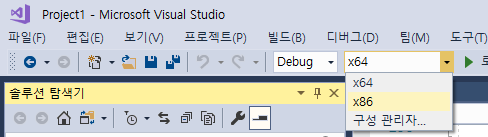 Project1 - Microsoft Visual Studio
파일(F) 편집(E) 보기(V) 프로젝트(P) 빌드(B) 디버그(D) 팀(M) 도구(T)
Debug x64
x64
x86
구성 관리자...
솔루션 탐색기